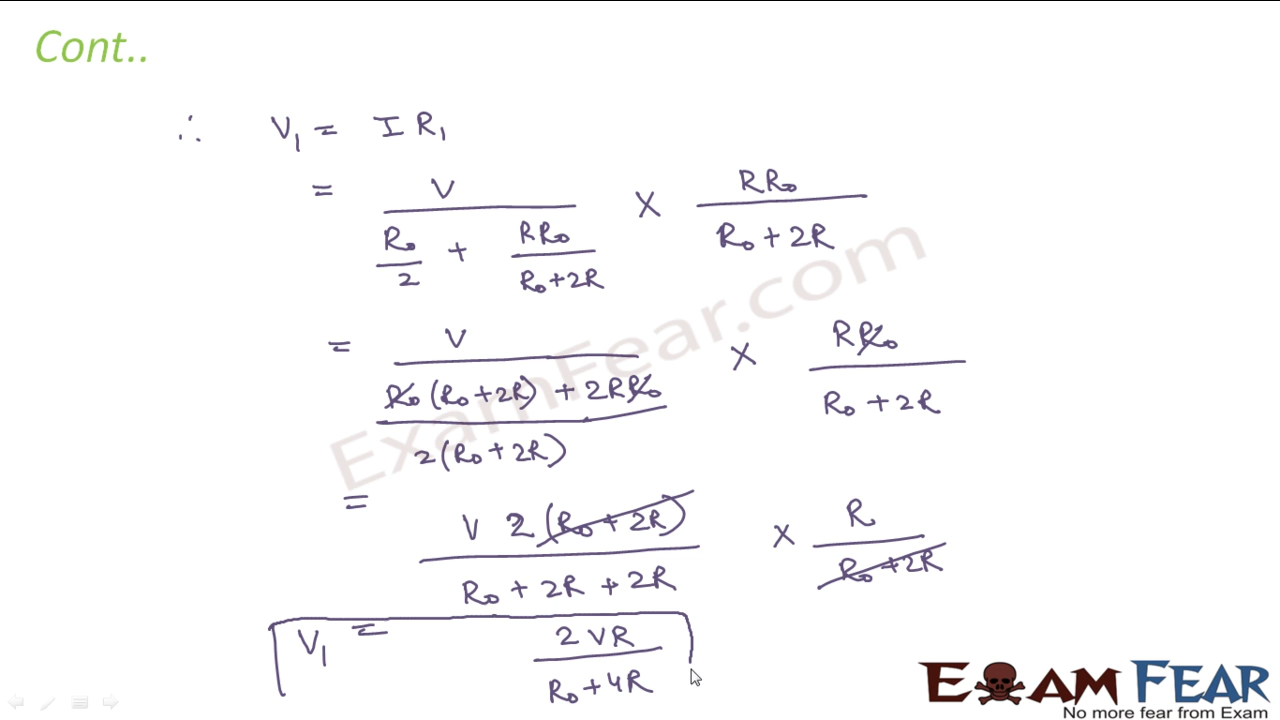 Cont..
∴ V₁ = I R₁
= V / (R₀/2 + RR₀/(R₀+2R)) × RR₀/(R₀+2R)
= V / ((R₀(R₀+2R) + 2RR₀)/(2(R₀+2R))) × RR₀/(R₀+2R)
= V 2(R₀+2R)/(R₀+2R+2R) × R/(R₀+2R)
V₁ = 2VR/(R₀+4R)
ExamFear.com
EXAM FEAR
No more fear from Exam